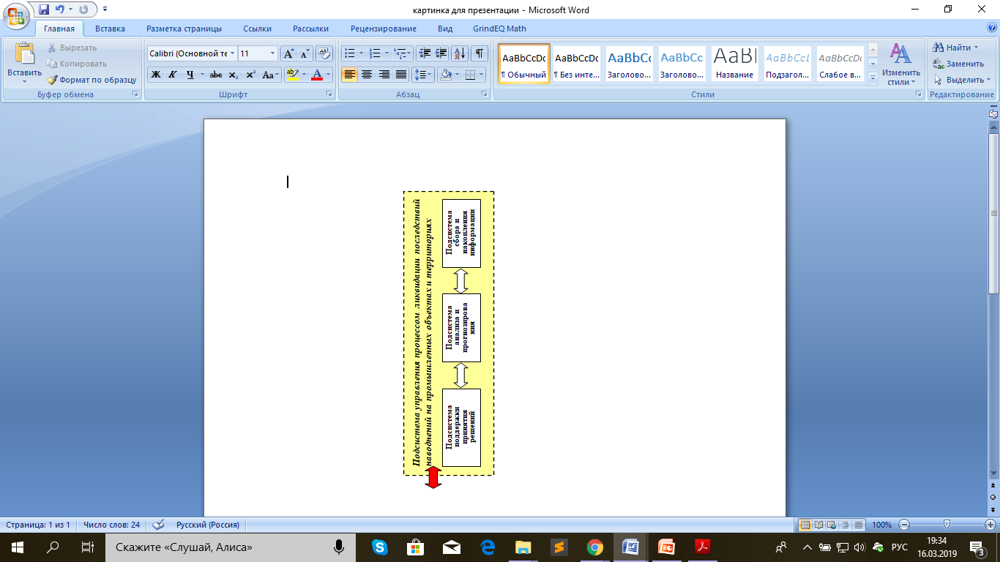 картинка для презентации - Microsoft Word
Главная Вставка Разметка страницы Ссылки Рассылки Рецензирование Вид GrindEQ Math
Вставить
Вырезать
Копировать
Формат по образцу
Буфер обмена
Calibri (Основной те 11
Ж К Ч abc x₂ x² Aa
Шрифт
Абзац
AaBbCcDc AaBbCcDc AaBbCc AaBbCc AaBl AaBbCcL AaBbCcDc
¶ Обычный ¶ Без инте... Заголово... Заголово... Название Подзагол... Слабое в...
Изменить
стили
Стили
Найти
Заменить
Выделить
Редактирование
Подсистема управления процессом ликвидации последствий
наводнений на промышленных объектах и территориях
Подсистема
поддержки
принятия
решений
Подсистема
анализа и
прогнозирова
ния
Подсистема
сбора и
накопления
информации
Страница: 1 из 1 Число слов: 24 Русский (Россия) 100%
Скажите «Слушай, Алиса»
РУС
19:34
16.03.2019
3